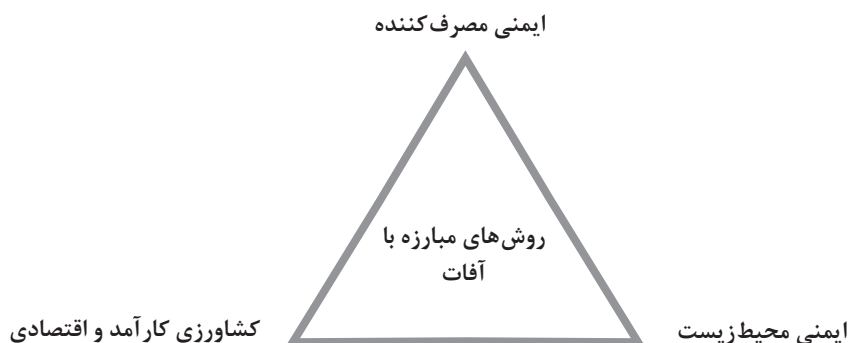 ایمنی مصرف‌کننده
روش‌های مبارزه با
آفات
ایمنی محیط‌زیست
کشاورزی کارآمد و اقتصادی